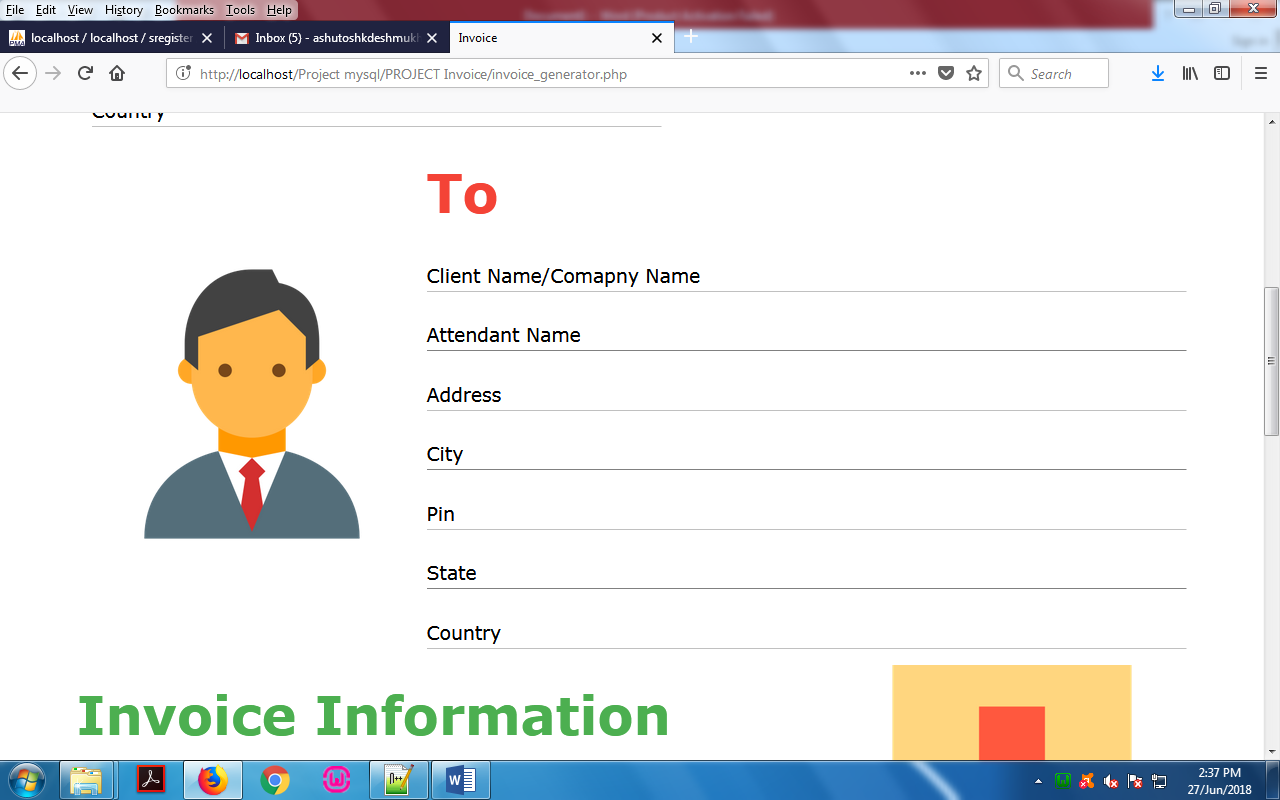 File Edit View History Bookmarks Tools Help
localhost / localhost / sregister
Inbox (5) - ashutoshkdeshmukh
Invoice
http://localhost/Project mysql/PROJECT Invoice/invoice_generator.php
Search
Country
To
Client Name/Comapny Name
Attendant Name
Address
City
Pin
State
Country
Invoice Information
2:37 PM
27/Jun/2018